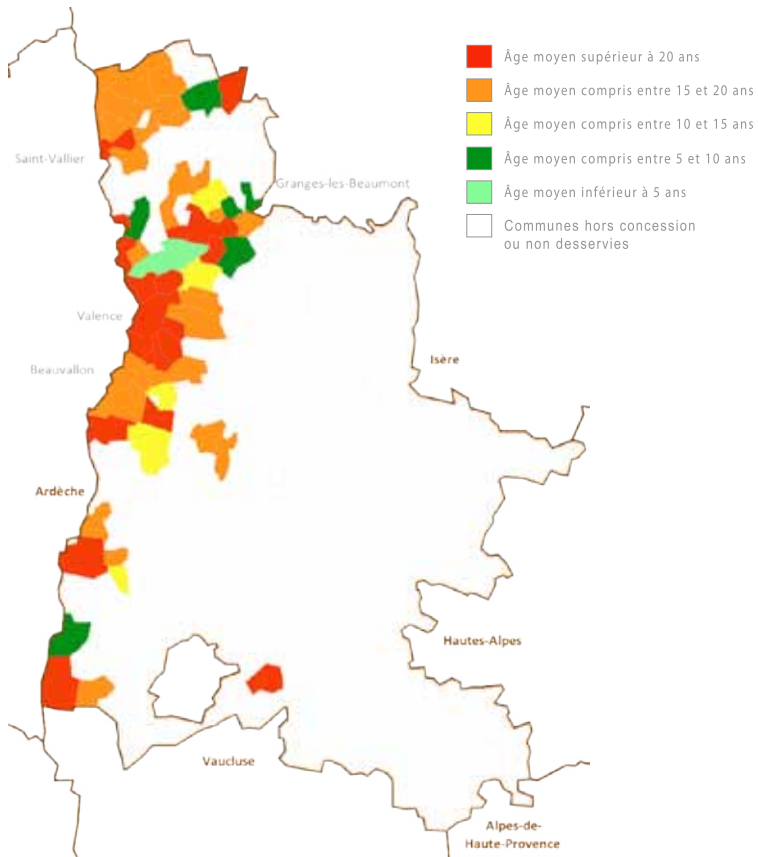 Âge moyen supérieur à 20 ans
Âge moyen compris entre 15 et 20 ans
Âge moyen compris entre 10 et 15 ans
Âge moyen compris entre 5 et 10 ans
Âge moyen inférieur à 5 ans
Communes hors concession
ou non desservies
Saint-Vallier
Granges-les-Beaumont
Valence
Isère
Beauvallon
Ardèche
Hautes-Alpes
Vaucluse
Alpes-de-
Haute-Provence